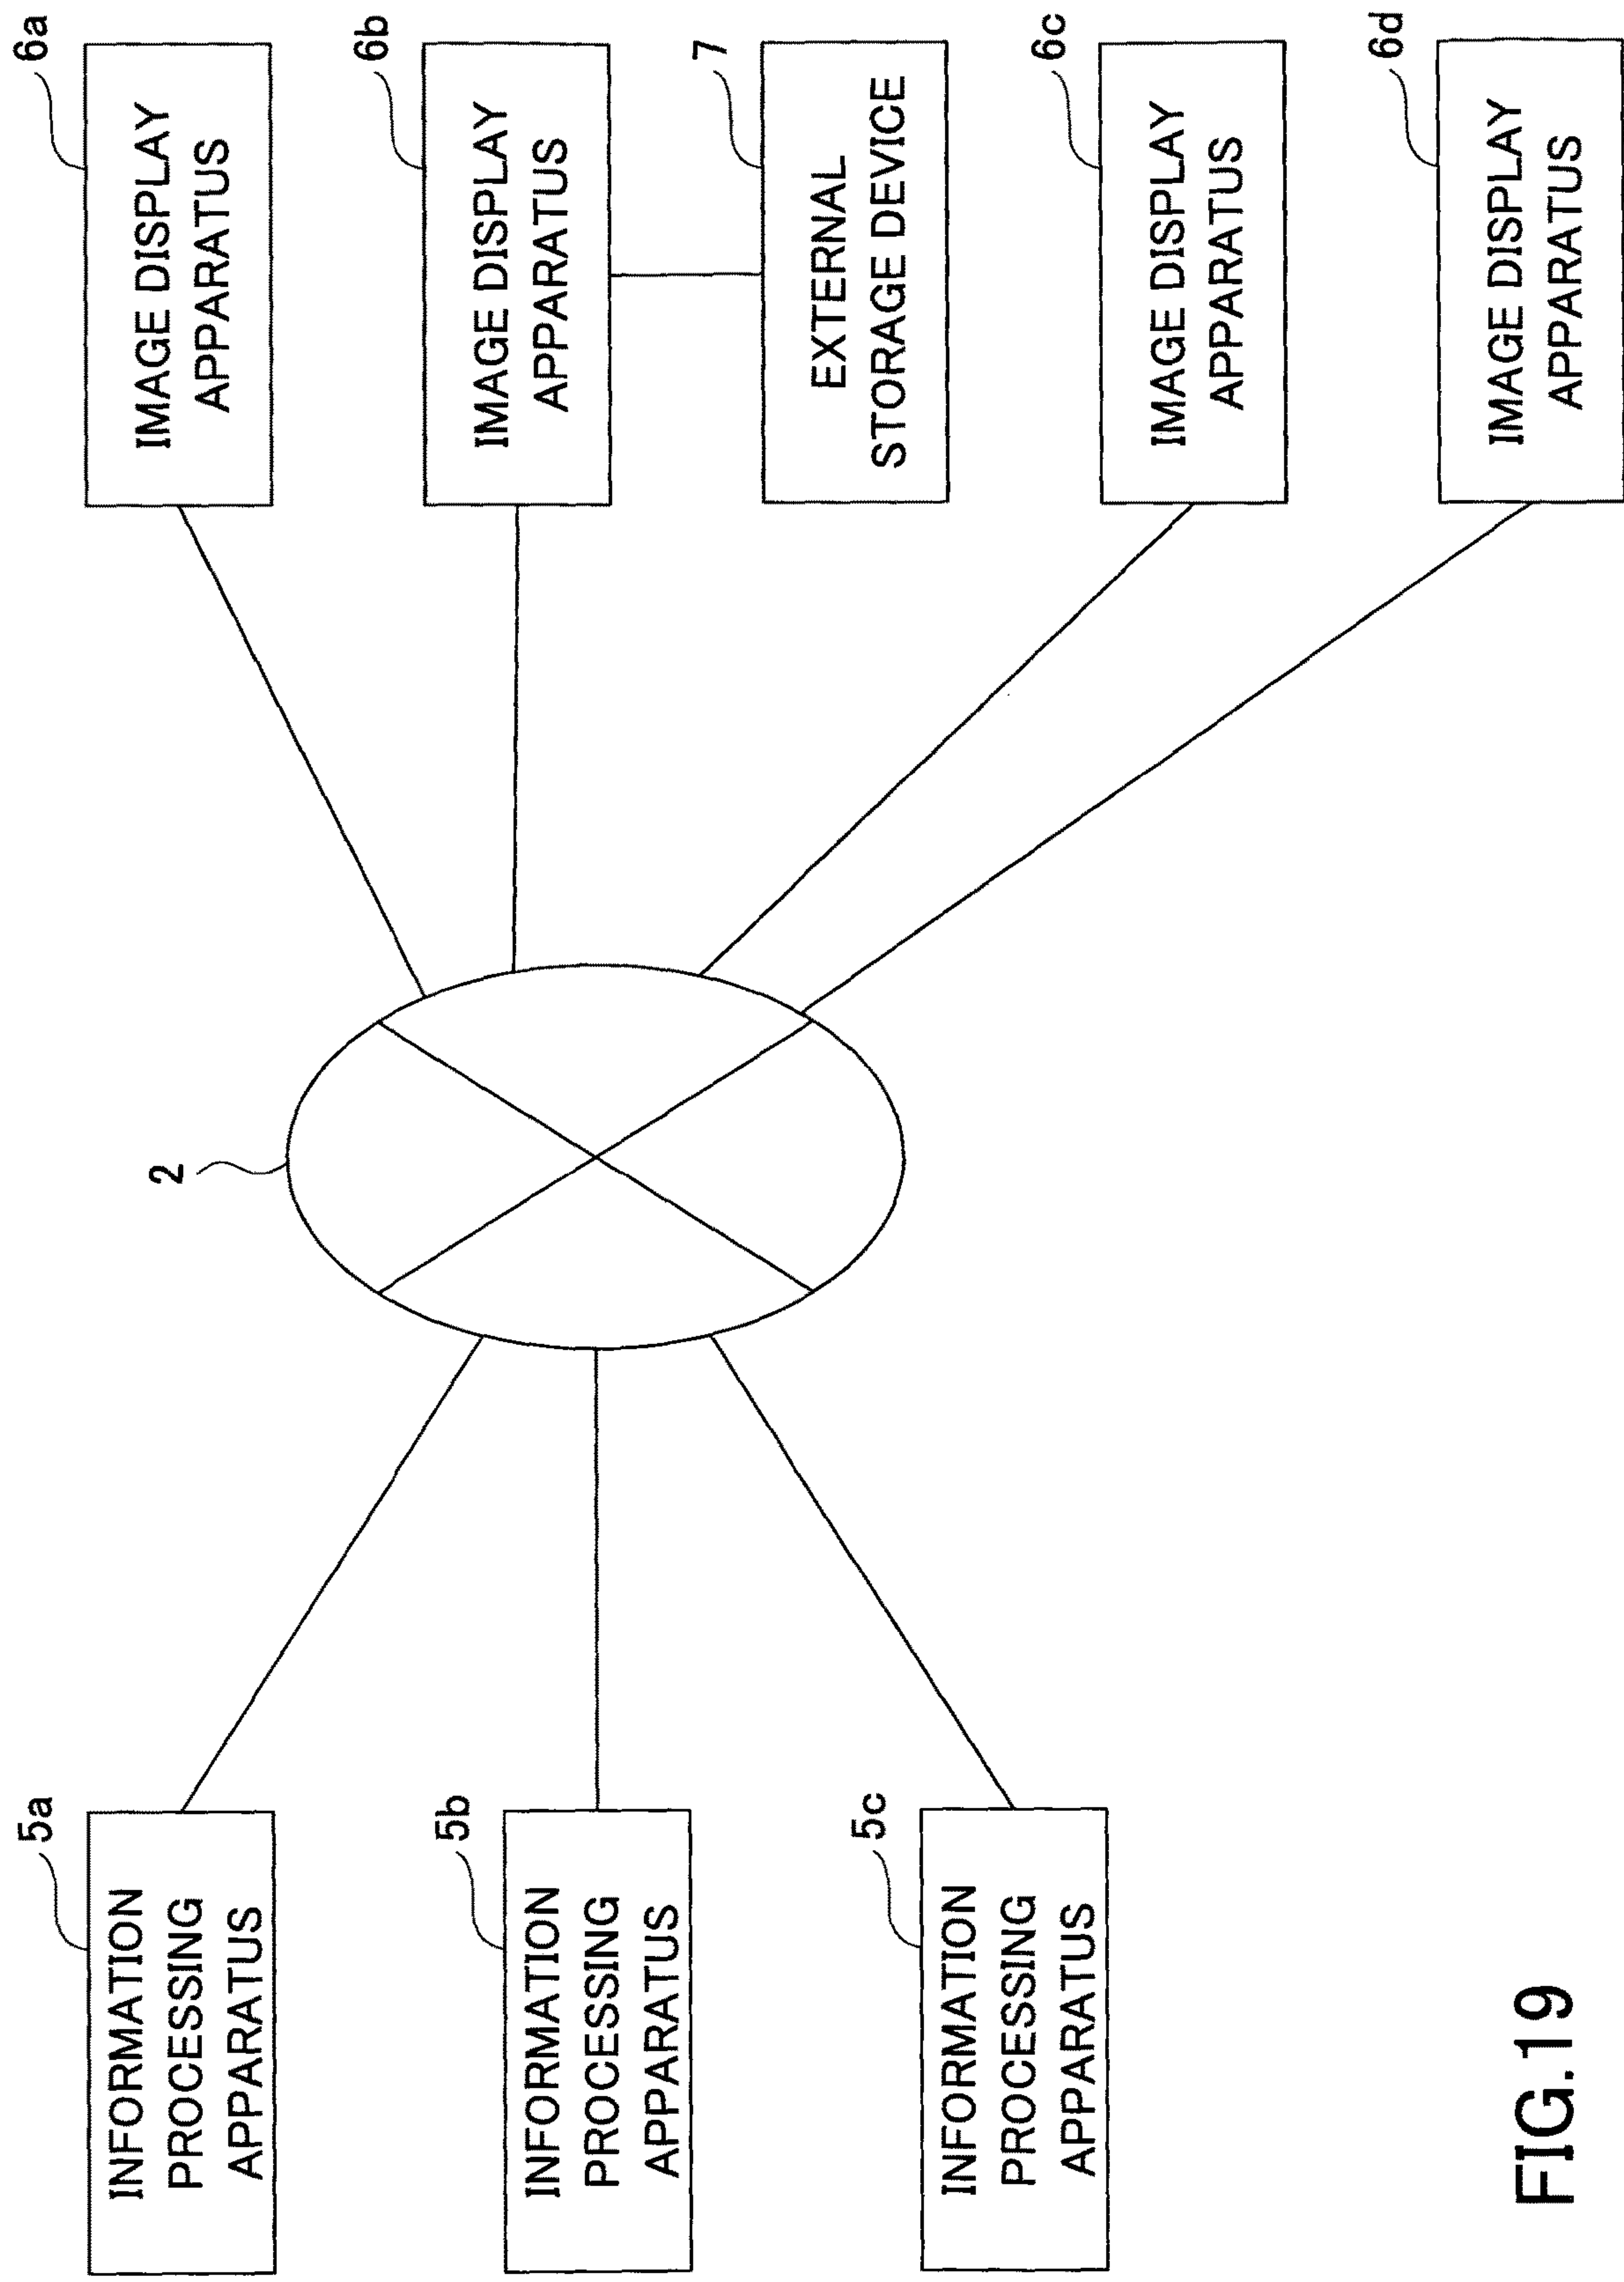 5a
INFORMATION
PROCESSING
APPARATUS
5b
INFORMATION
PROCESSING
APPARATUS
5c
INFORMATION
PROCESSING
APPARATUS
2
6a
IMAGE DISPLAY
APPARATUS
6b
IMAGE DISPLAY
APPARATUS
7
EXTERNAL
STORAGE DEVICE
6c
IMAGE DISPLAY
APPARATUS
6d
IMAGE DISPLAY
APPARATUS
FIG.19